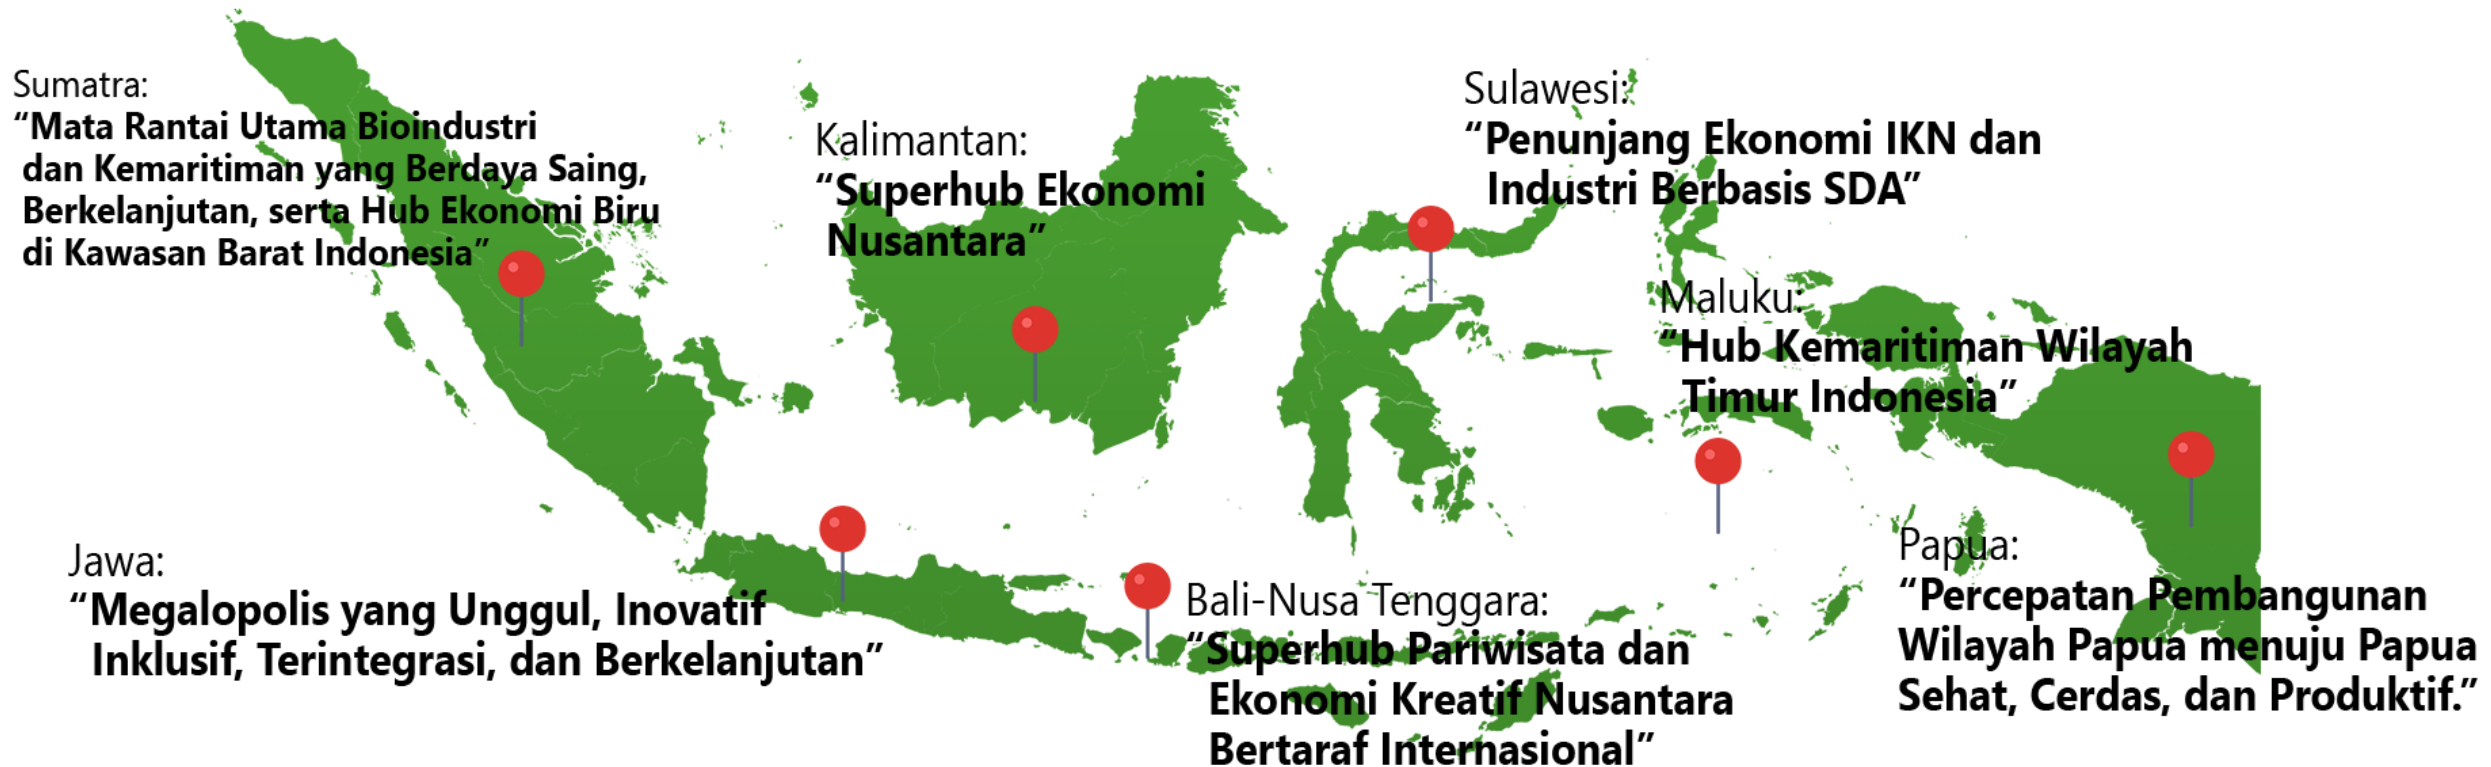 Sumatra:
“Mata Rantai Utama Bioindustri
dan Kemaritiman yang Berdaya Saing,
Berkelanjutan, serta Hub Ekonomi Biru
di Kawasan Barat Indonesia”
Kalimantan:
“Superhub Ekonomi
Nusantara”
Sulawesi:
“Penunjang Ekonomi IKN dan
Industri Berbasis SDA”
Maluku:
“Hub Kemaritiman Wilayah
Timur Indonesia”
Jawa:
“Megalopolis yang Unggul, Inovatif
Inklusif, Terintegrasi, dan Berkelanjutan”
Bali-Nusa Tenggara:
“Superhub Pariwisata dan
Ekonomi Kreatif Nusantara
Bertaraf Internasional”
Papua:
“Percepatan Pembangunan
Wilayah Papua menuju Papua
Sehat, Cerdas, dan Produktif.”